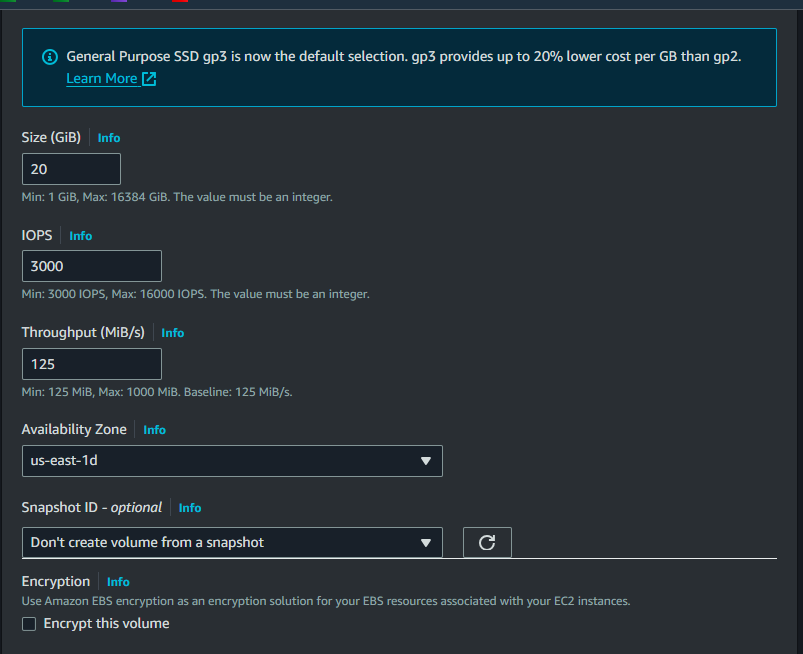 General Purpose SSD gp3 is now the default selection. gp3 provides up to 20% lower cost per GB than gp2.
Learn More
Size (GiB) Info
20
Min: 1 GiB, Max: 16384 GiB. The value must be an integer.
IOPS Info
3000
Min: 3000 IOPS, Max: 16000 IOPS. The value must be an integer.
Throughput (MiB/s) Info
125
Min: 125 MiB, Max: 1000 MiB. Baseline: 125 MiB/s.
Availability Zone Info
us-east-1d
Snapshot ID - optional Info
Don't create volume from a snapshot
Encryption Info
Use Amazon EBS encryption as an encryption solution for your EBS resources associated with your EC2 instances.
Encrypt this volume